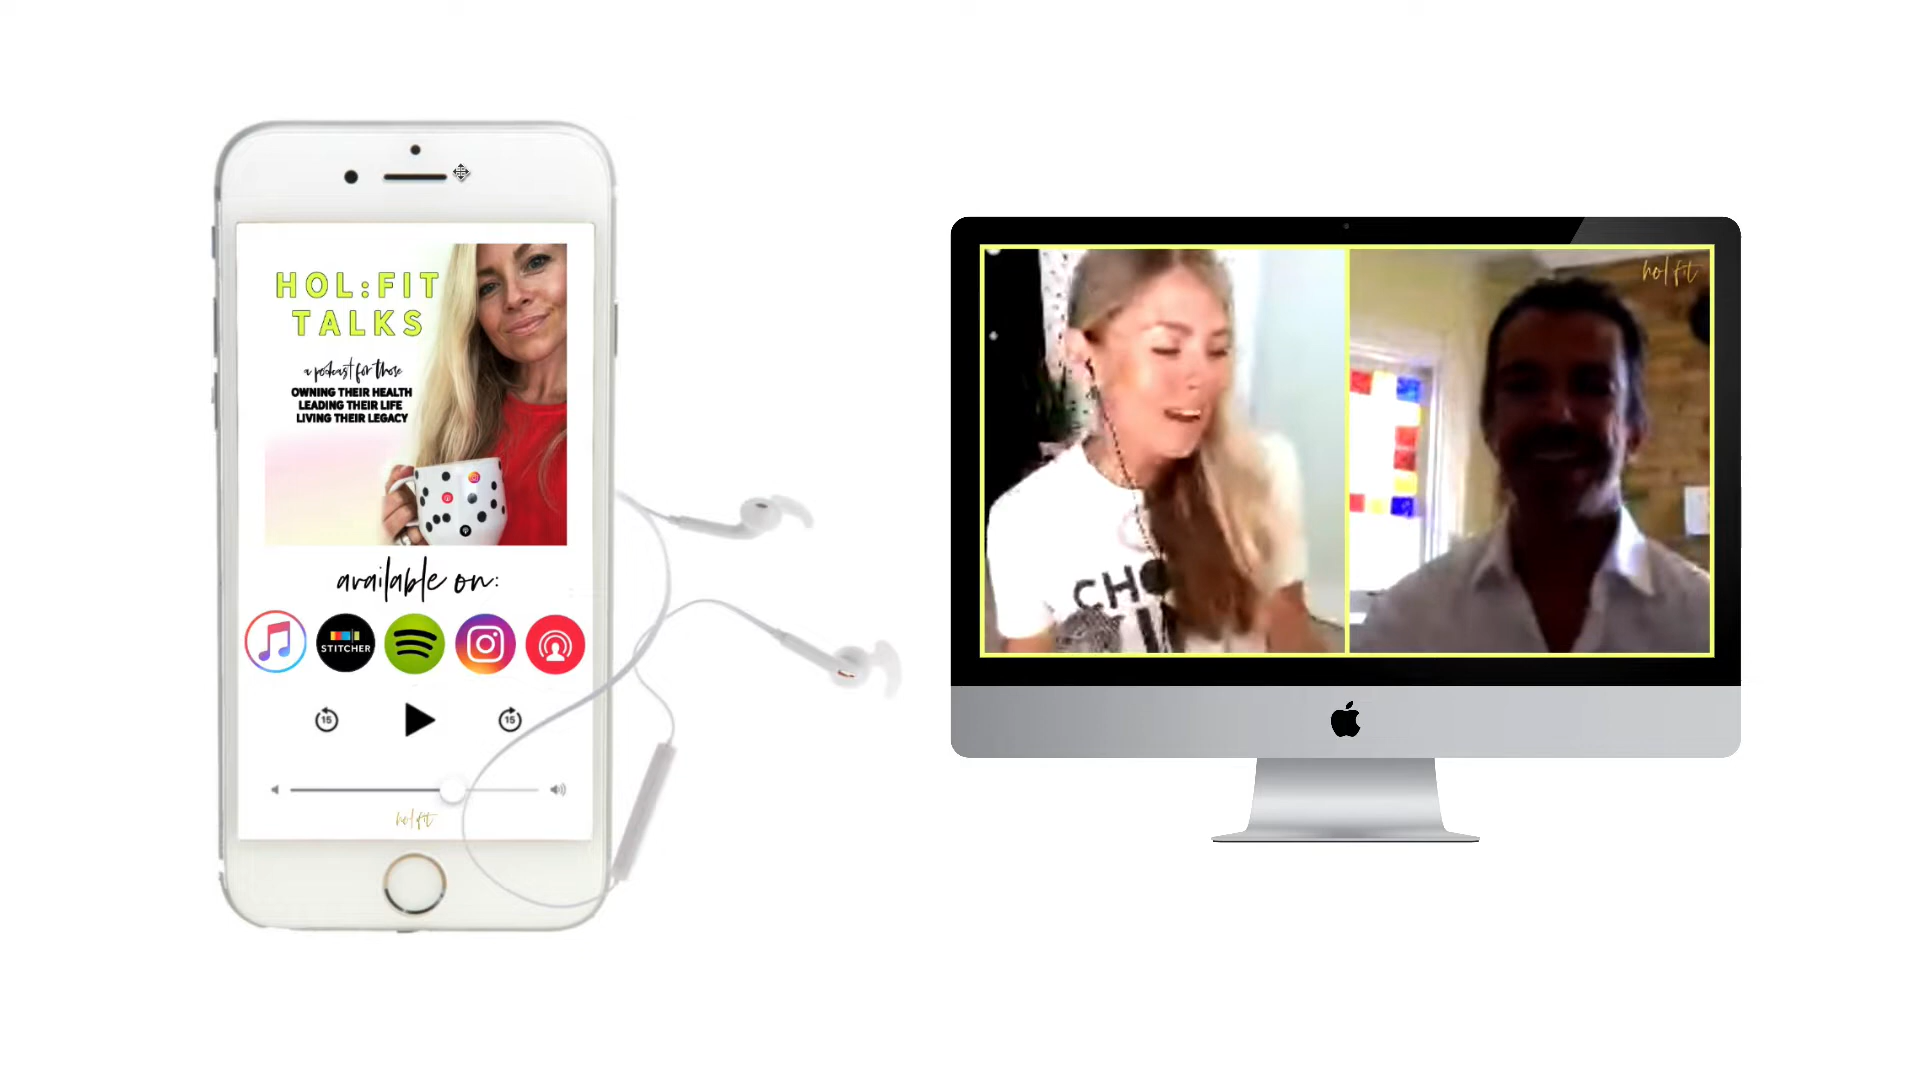 HOL:FIT
TALKS
a podcast for those
OWNING THEIR HEALTH
LEADING THEIR LIFE
LIVING THEIR LEGACY
available on:
STITCHER
15
15
hol:fit
hol:fit
CHO